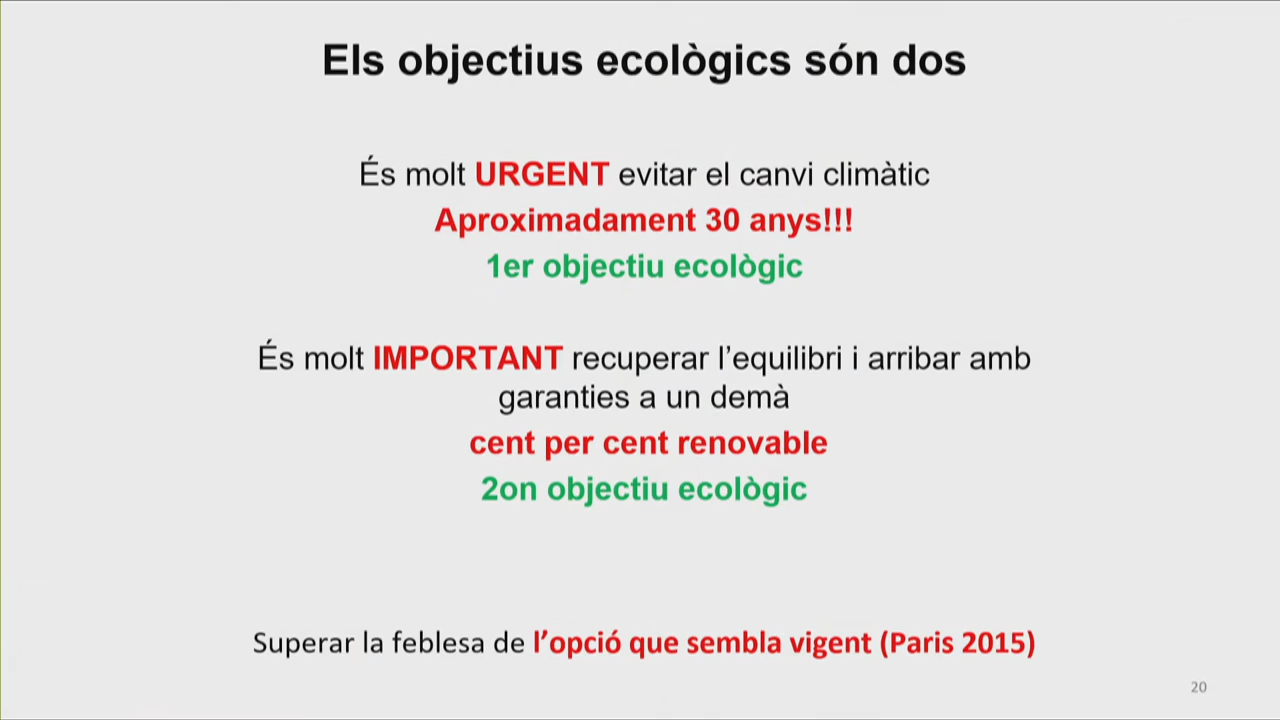 Els objectius ecològics són dos
És molt URGENT evitar el canvi climàtic
Aproximadament 30 anys!!!
1er objectiu ecològic
És molt IMPORTANT recuperar l’equilibri i arribar amb
garanties a un demà
cent per cent renovable
2on objectiu ecològic
Superar la feblesa de l’opció que sembla vigent (Paris 2015)
20